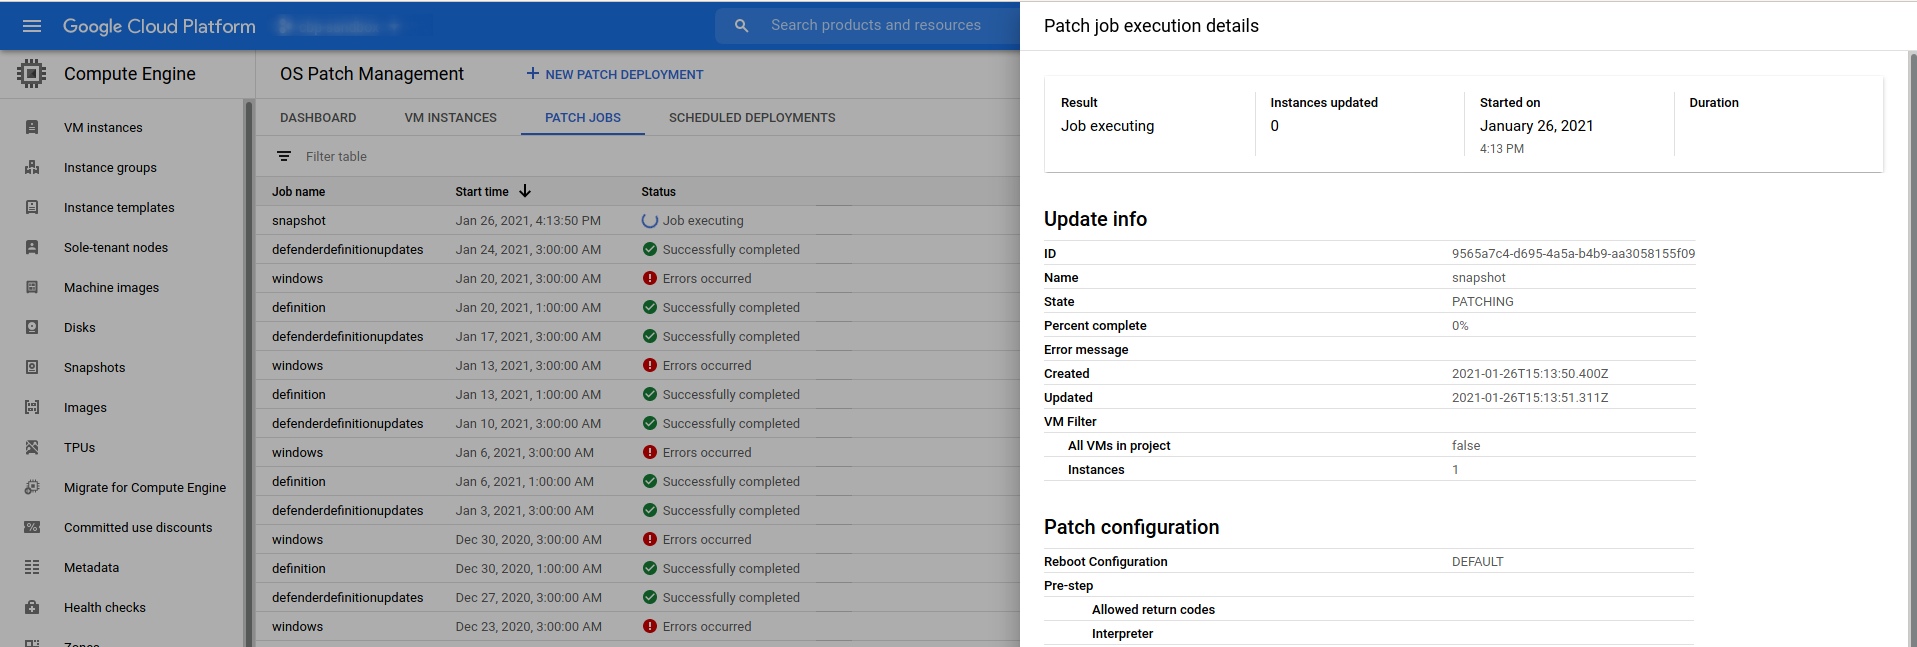 Google Cloud Platform
Search products and resources
Compute Engine
VM instances
Instance groups
Instance templates
Sole-tenant nodes
Machine images
Disks
Snapshots
Images
TPUs
Migrate for Compute Engine
Committed use discounts
Metadata
Health checks
Zones
OS Patch Management
NEW PATCH DEPLOYMENT
DASHBOARD VM INSTANCES PATCH JOBS SCHEDULED DEPLOYMENTS
Filter table
Job name Start time Status
snapshot Jan 26, 2021, 4:13:50 PM Job executing
defenderdefinitionupdates Jan 24, 2021, 3:00:00 AM Successfully completed
windows Jan 20, 2021, 3:00:00 AM Errors occurred
definition Jan 20, 2021, 1:00:00 AM Successfully completed
defenderdefinitionupdates Jan 17, 2021, 3:00:00 AM Successfully completed
windows Jan 13, 2021, 3:00:00 AM Errors occurred
definition Jan 13, 2021, 1:00:00 AM Successfully completed
defenderdefinitionupdates Jan 10, 2021, 3:00:00 AM Successfully completed
windows Jan 6, 2021, 3:00:00 AM Errors occurred
definition Jan 6, 2021, 1:00:00 AM Successfully completed
defenderdefinitionupdates Jan 3, 2021, 3:00:00 AM Successfully completed
windows Dec 30, 2020, 3:00:00 AM Errors occurred
definition Dec 30, 2020, 1:00:00 AM Successfully completed
defenderdefinitionupdates Dec 27, 2020, 3:00:00 AM Successfully completed
windows Dec 23, 2020, 3:00:00 AM Errors occurred
Patch job execution details
Result Instances updated Started on Duration
Job executing 0 January 26, 2021
4:13 PM
Update info
ID 9565a7c4-d695-4a5a-b4b9-aa3058155f09
Name snapshot
State PATCHING
Percent complete 0%
Error message
Created 2021-01-26T15:13:50.400Z
Updated 2021-01-26T15:13:51.311Z
VM Filter
All VMs in project false
Instances 1
Patch configuration
Reboot Configuration DEFAULT
Pre-step
Allowed return codes
Interpreter